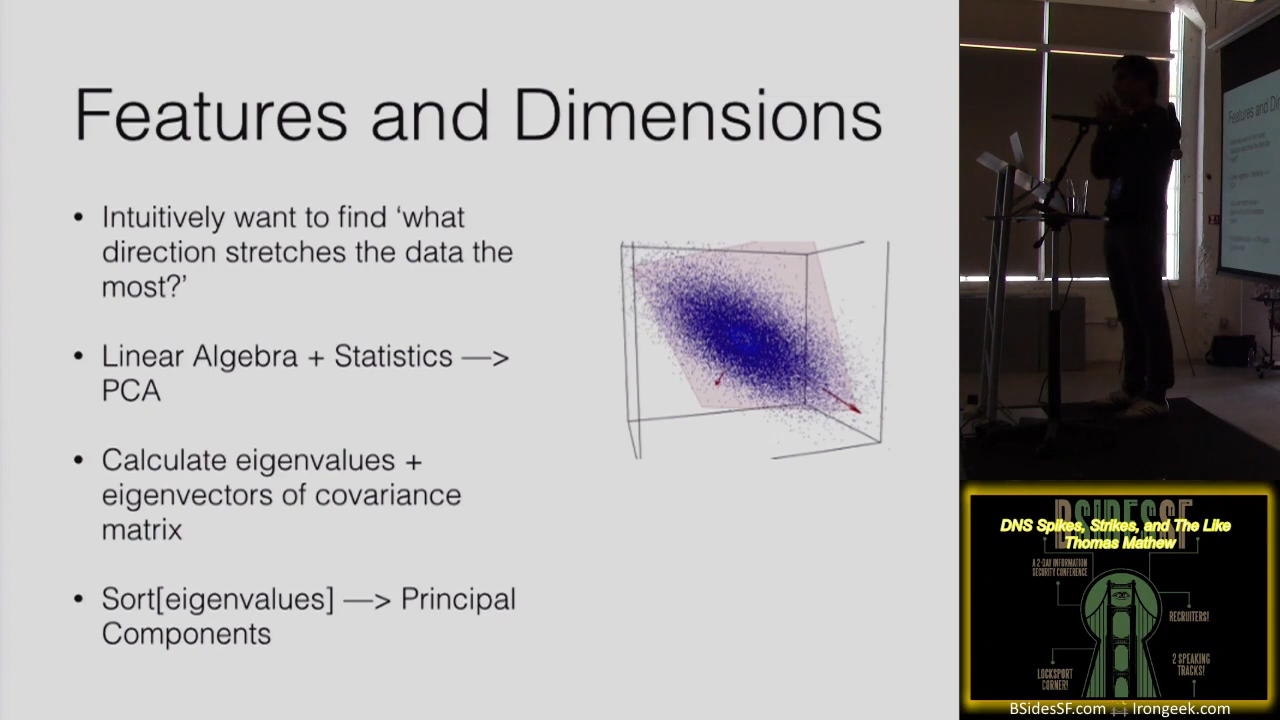 Features and Dimensions
• Intuitively want to find ‘what
direction stretches the data the
most?’
• Linear Algebra + Statistics —>
PCA
• Calculate eigenvalues +
eigenvectors of covariance
matrix
• Sort[eigenvalues] —> Principal
Components
Features and D
BSIDESSF
DNS Spikes, Strikes, and The Like
Thomas Mathew
A 2-DAY INFORMATION
SECURITY CONFERENCE
RECRUITERS!
LOCKSPORT
CORNER!
2 SPEAKING
TRACKS!
BSidesSF.com Irongeek.com